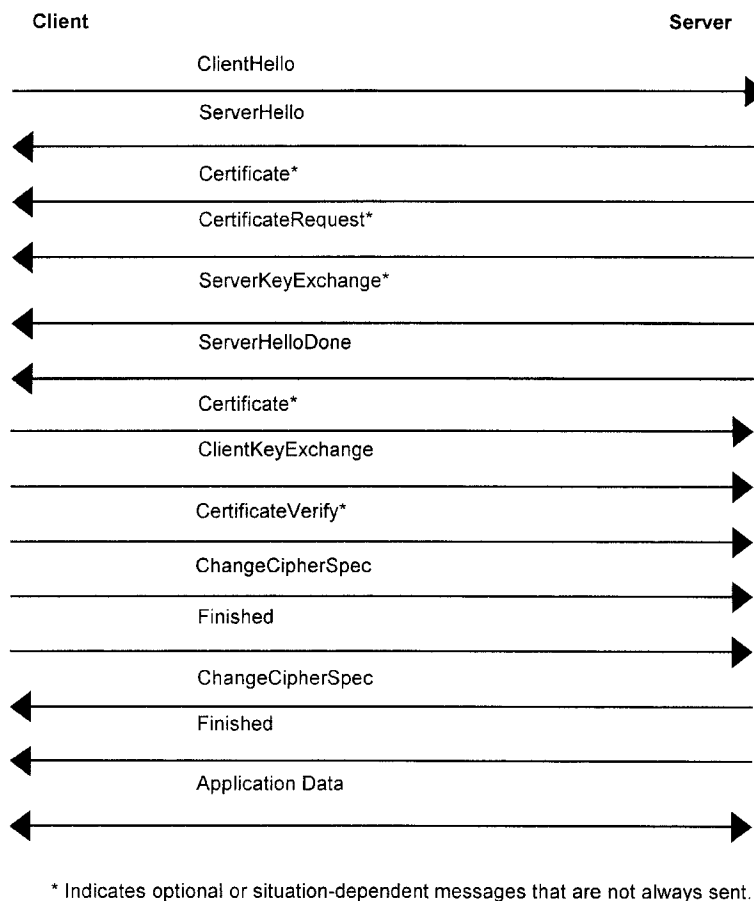 Client Server
ClientHello
ServerHello
Certificate*
CertificateRequest*
ServerKeyExchange*
ServerHelloDone
Certificate*
ClientKeyExchange
CertificateVerify*
ChangeCipherSpec
Finished
ChangeCipherSpec
Finished
Application Data
* Indicates optional or situation-dependent messages that are not always sent.